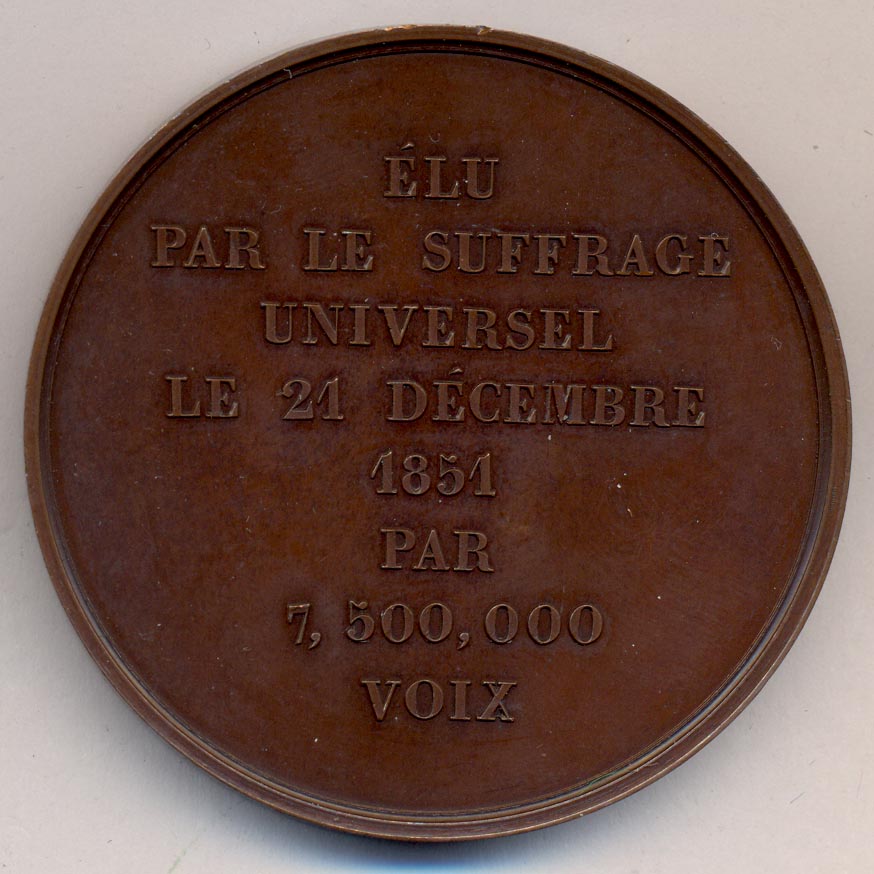 ÉLU
PAR LE SUFFRAGE
UNIVERSEL
LE 21 DÉCEMBRE
1851
PAR
7,500,000
VOIX